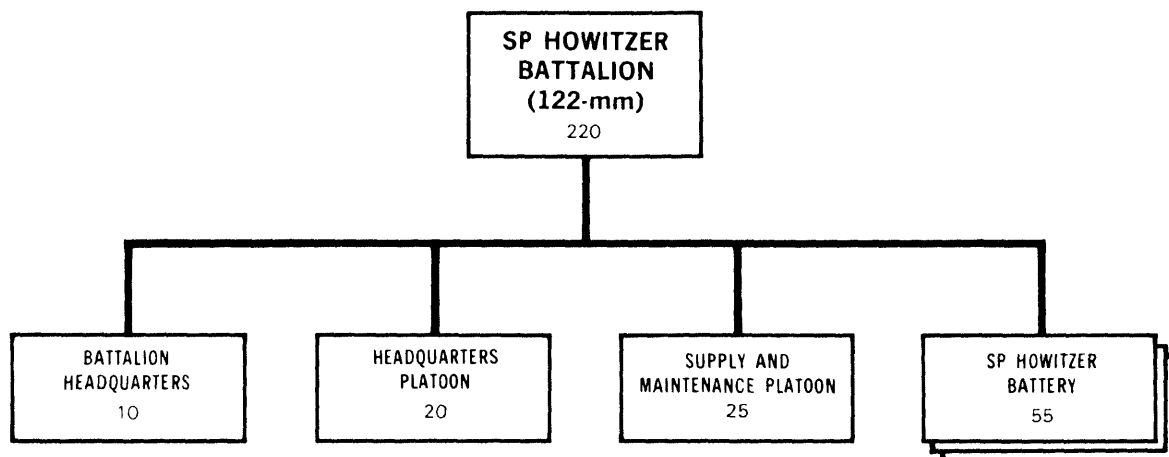 SP HOWITZER
BATTALION
(122-mm)
220
BATTALION
HEADQUARTERS
10
HEADQUARTERS
PLATOON
20
SUPPLY AND
MAINTENANCE PLATOON
25
SP HOWITZER
BATTERY
55